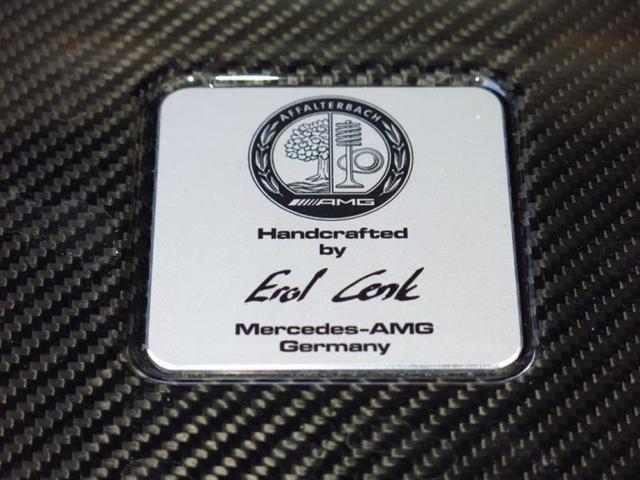 AFFALTERBACH
AMG
Handcrafted
by
Erol Cenk
Mercedes-AMG
Germany